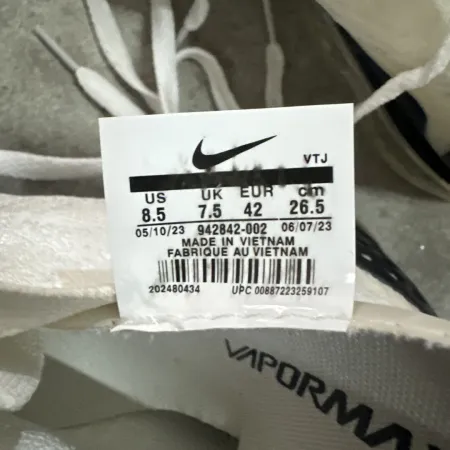 VTJ
US UK EUR cm
8.5 7.5 42 26.5
05/10/23 942842-002 06/07/23
MADE IN VIETNAM
FABRIQUE AU VIETNAM
202480434 UPC 00887223259107
VAPORMAX